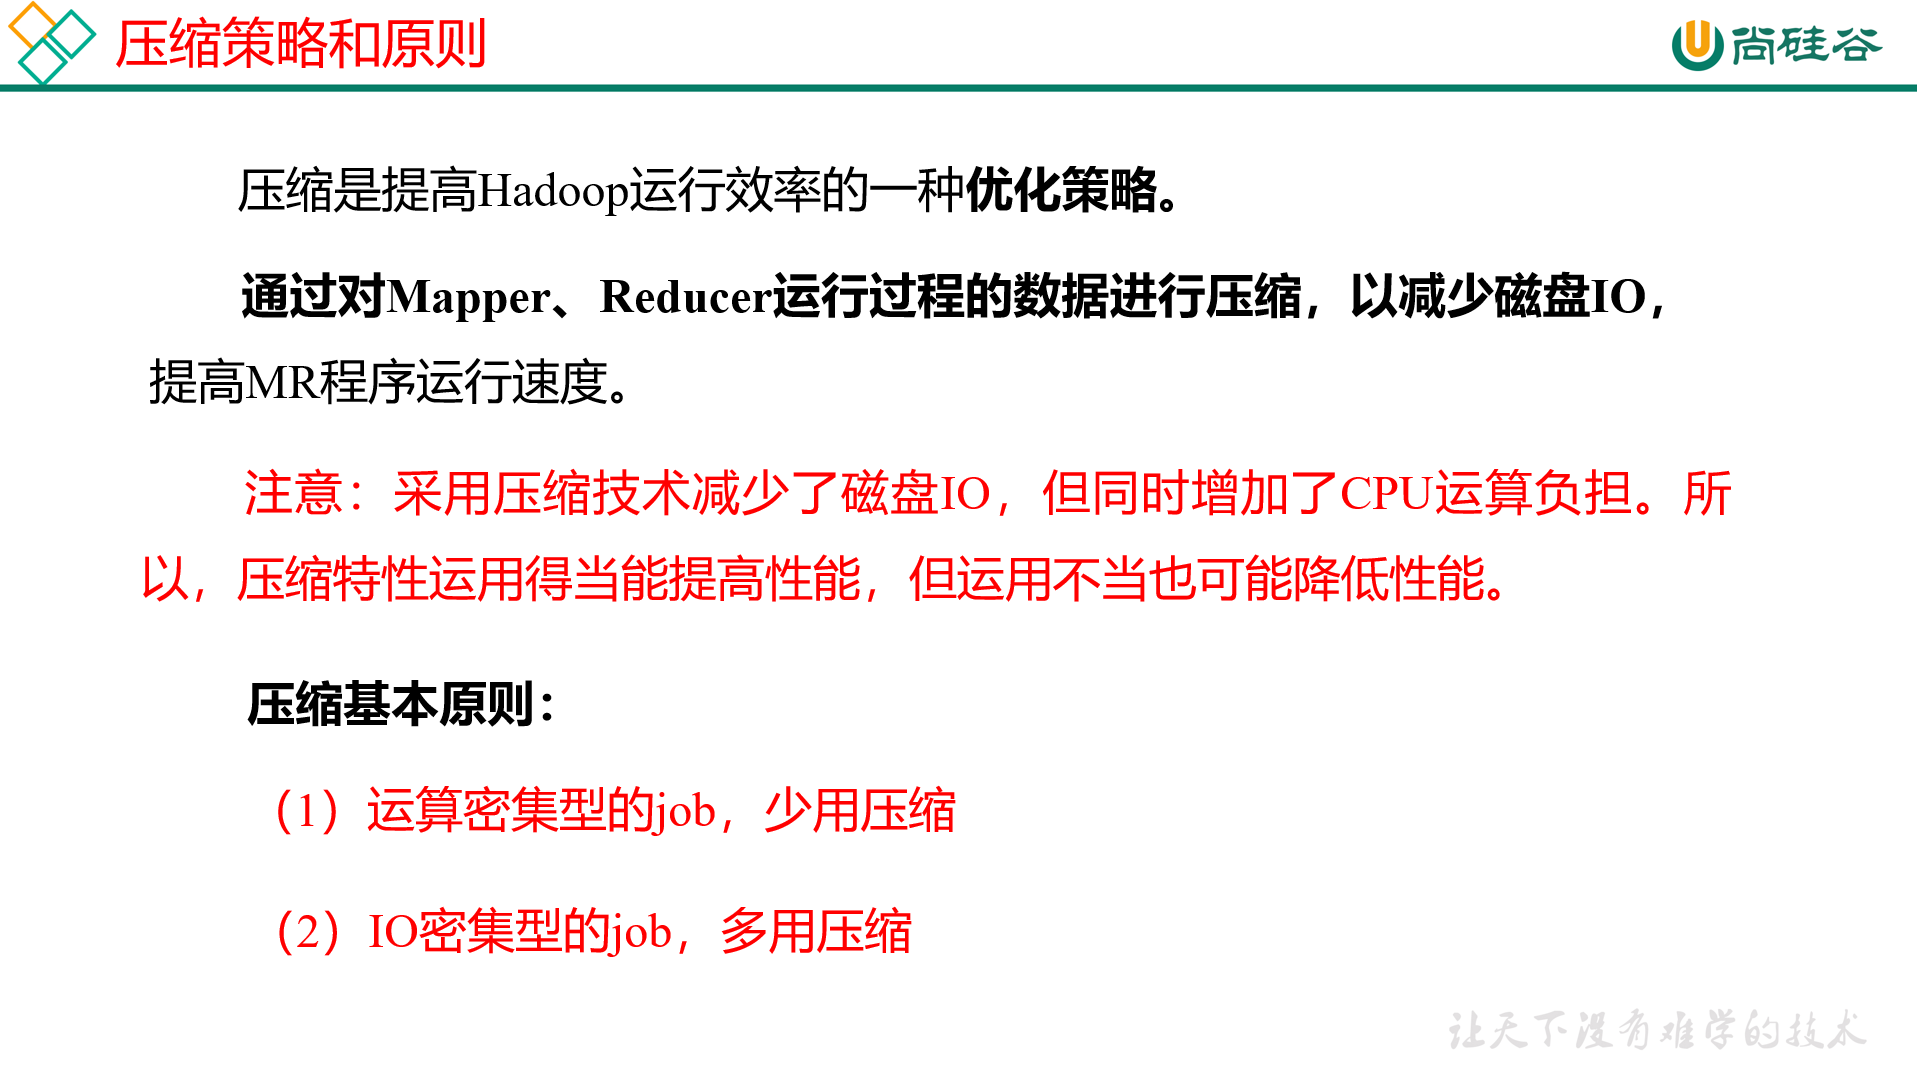 压缩策略和原则
尚硅谷
压缩是提高Hadoop运行效率的一种优化策略。
通过对Mapper、Reducer运行过程的数据进行压缩，以减少磁盘IO，
提高MR程序运行速度。
注意：采用压缩技术减少了磁盘IO，但同时增加了CPU运算负担。所
以，压缩特性运用得当能提高性能，但运用不当也可能降低性能。
压缩基本原则：
（1）运算密集型的job，少用压缩
（2）IO密集型的job，多用压缩
让天下没有难学的技术